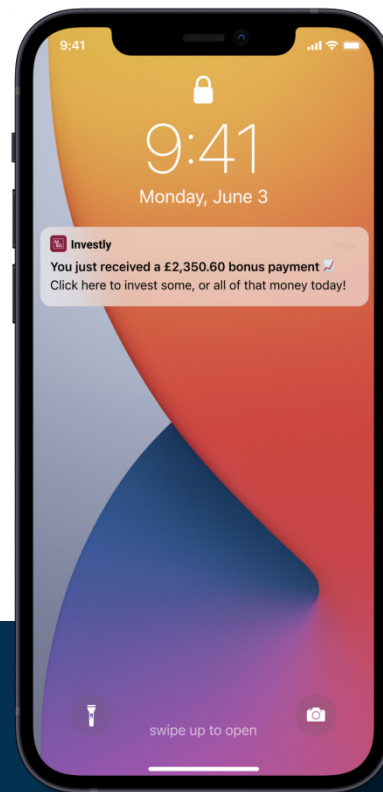 9:41
9:41
Monday, June 3
Investly
You just received a £2,350.60 bonus payment 📈
Click here to invest some, or all of that money today!
swipe up to open